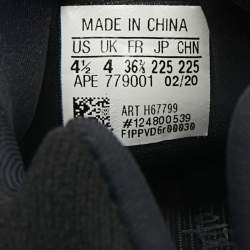 MADE IN CHINA
US UK FR JP CHN
4½ 4 36⅔ 225 225
APE 779001 02/20
ART H67799
#124800539
F1PPVD6r00030